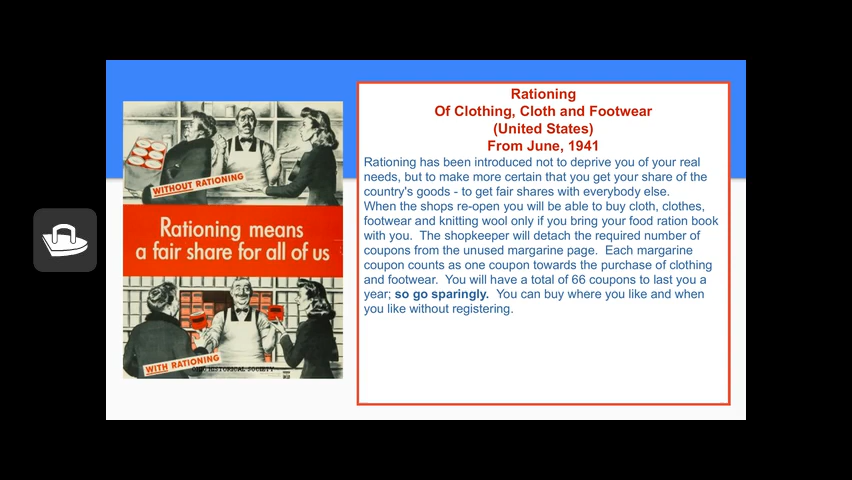 WITHOUT RATIONING
Rationing means
a fair share for all of us
WITH RATIONING
OHIO HISTORICAL SOCIETY
Rationing
Of Clothing, Cloth and Footwear
(United States)
From June, 1941
Rationing has been introduced not to deprive you of your real
needs, but to make more certain that you get your share of the
country's goods - to get fair shares with everybody else.
When the shops re-open you will be able to buy cloth, clothes,
footwear and knitting wool only if you bring your food ration book
with you.  The shopkeeper will detach the required number of
coupons from the unused margarine page.  Each margarine
coupon counts as one coupon towards the purchase of clothing
and footwear.  You will have a total of 66 coupons to last you a
year; so go sparingly.  You can buy where you like and when
you like without registering.